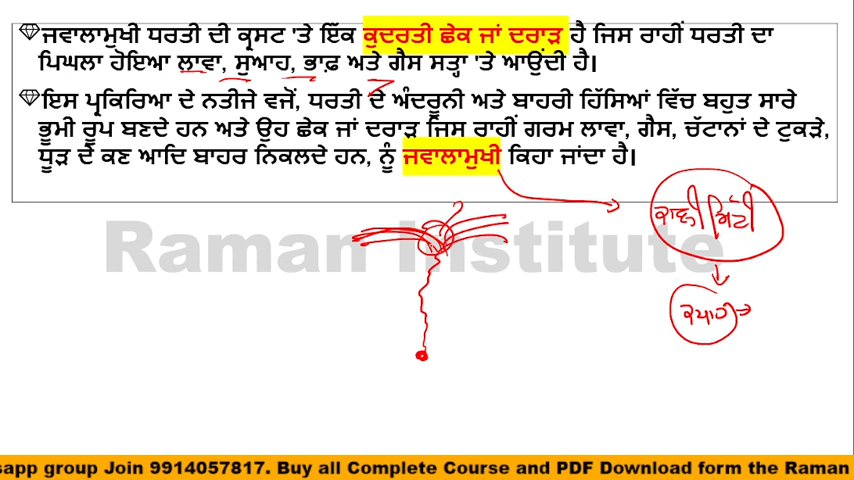 ਜਵਾਲਾਮੁਖੀ ਧਰਤੀ ਦੀ ਕ੍ਰਸਟ 'ਤੇ ਇੱਕ ਕੁਦਰਤੀ ਛੇਕ ਜਾਂ ਦਰਾੜ ਹੈ ਜਿਸ ਰਾਹੀਂ ਧਰਤੀ ਦਾ
ਪਿਘਲਾ ਹੋਇਆ ਲਾਵਾ, ਸੁਆਹ, ਭਾਫ਼ ਅਤੇ ਗੈਸ ਸਤ੍ਹਾ 'ਤੇ ਆਉਂਦੀ ਹੈ।
ਇਸ ਪ੍ਰਕਿਰਿਆ ਦੇ ਨਤੀਜੇ ਵਜੋਂ, ਧਰਤੀ ਦੇ ਅੰਦਰੂਨੀ ਅਤੇ ਬਾਹਰੀ ਹਿੱਸਿਆਂ ਵਿੱਚ ਬਹੁਤ ਸਾਰੇ
ਭੂਮੀ ਰੂਪ ਬਣਦੇ ਹਨ ਅਤੇ ਉਹ ਛੇਕ ਜਾਂ ਦਰਾੜ ਜਿਸ ਰਾਹੀਂ ਗਰਮ ਲਾਵਾ, ਗੈਸ, ਚੱਟਾਨਾਂ ਦੇ ਟੁਕੜੇ,
ਧੂੜ ਦੇ ਕਣ ਆਦਿ ਬਾਹਰ ਨਿਕਲਦੇ ਹਨ, ਨੂੰ ਜਵਾਲਾਮੁਖੀ ਕਿਹਾ ਜਾਂਦਾ ਹੈ।
ਕਾਲੀ ਮਿੱਟੀ
Raman Institute
ਕਪਾਹ
sapp group Join 9914057817. Buy all Complete Course and PDF Download form the Raman